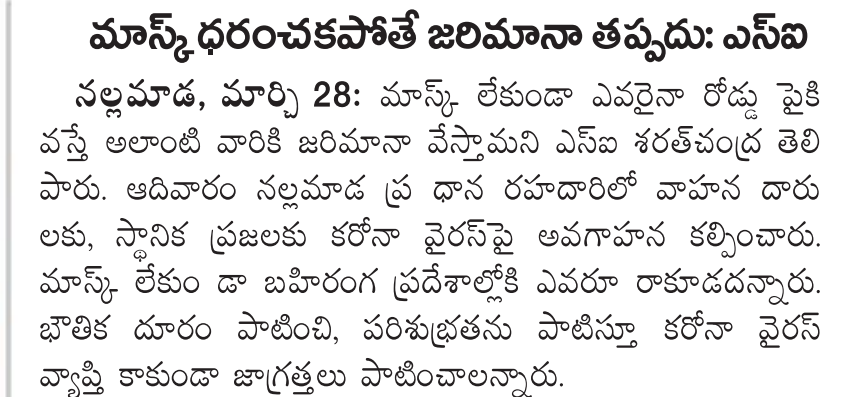 మాస్క్ ధరించకపోతే జరిమానా తప్పదు: ఎస్ఐ
నల్లమాడ, మార్చి 28: మాస్క్ లేకుండా ఎవరైనా రోడ్డు పైకి
వస్తే అలాంటి వారికి జరిమానా వేస్తామని ఎస్ఐ శరత్‌చంద్ర తెలి
పారు. ఆదివారం నల్లమాడ ప్ర ధాన రహదారిలో వాహన దారు
లకు, స్థానిక ప్రజలకు కరోనా వైరస్‌పై అవగాహన కల్పించారు.
మాస్క్ లేకుం డా బహిరంగ ప్రదేశాల్లోకి ఎవరూ రాకూడదన్నారు.
భౌతిక దూరం పాటించి, పరిశుభ్రతను పాటిస్తూ కరోనా వైరస్
వ్యాప్తి కాకుండా జాగ్రత్తలు పాటించాలన్నారు.